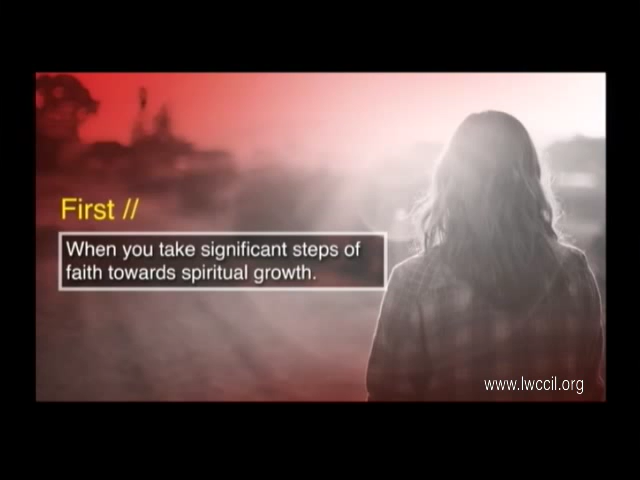 First //
When you take significant steps of
faith towards spiritual growth.
www.lwccil.org